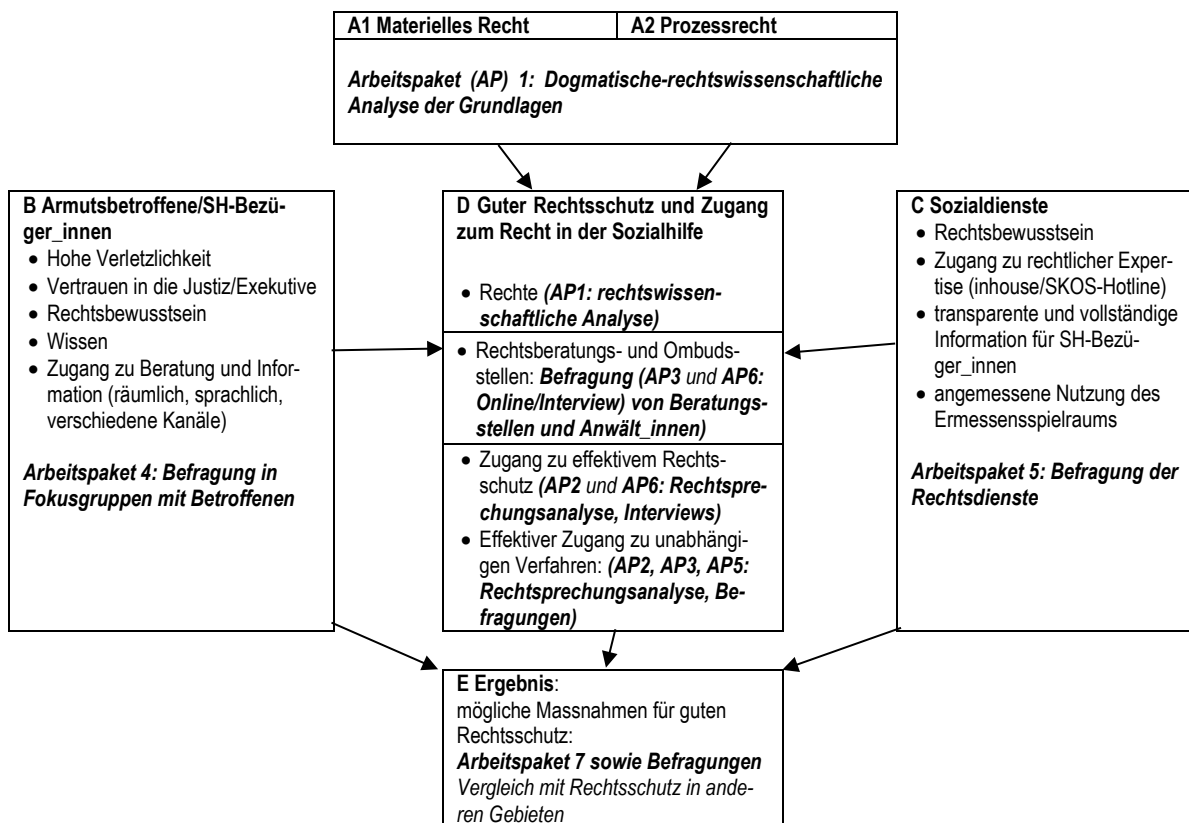 A1 Materielles Recht
A2 Prozessrecht
Arbeitspaket (AP) 1: Dogmatische-rechtswissenschaftliche
Analyse der Grundlagen
B Armutsbetroffene/SH-Bezü-
ger_innen
• Hohe Verletzlichkeit
• Vertrauen in die Justiz/Exekutive
• Rechtsbewusstsein
• Wissen
• Zugang zu Beratung und Infor-
mation (räumlich, sprachlich,
verschiedene Kanäle)
Arbeitspaket 4: Befragung in
Fokusgruppen mit Betroffenen
D Guter Rechtsschutz und Zugang
zum Recht in der Sozialhilfe
• Rechte (AP1: rechtswissen-
schaftliche Analyse)
• Rechtsberatungs- und Ombuds-
stellen: Befragung (AP3 und AP6:
Online/Interview) von Beratungs-
stellen und Anwält_innen)
• Zugang zu effektivem Rechts-
schutz (AP2 und AP6: Rechtspre-
chungsanalyse, Interviews)
• Effektiver Zugang zu unabhängi-
gen Verfahren: (AP2, AP3, AP5:
Rechtsprechungsanalyse, Be-
fragungen)
C Sozialdienste
• Rechtsbewusstsein
• Zugang zu rechtlicher Exper-
tise (inhouse/SKOS-Hotline)
• transparente und vollständige
Information für SH-Bezü-
ger_innen
• angemessene Nutzung des
Ermessensspielraums
Arbeitspaket 5: Befragung der
Rechtsdienste
E Ergebnis:
mögliche Massnahmen für guten
Rechtsschutz:
Arbeitspaket 7 sowie Befragungen
Vergleich mit Rechtsschutz in ande-
ren Gebieten